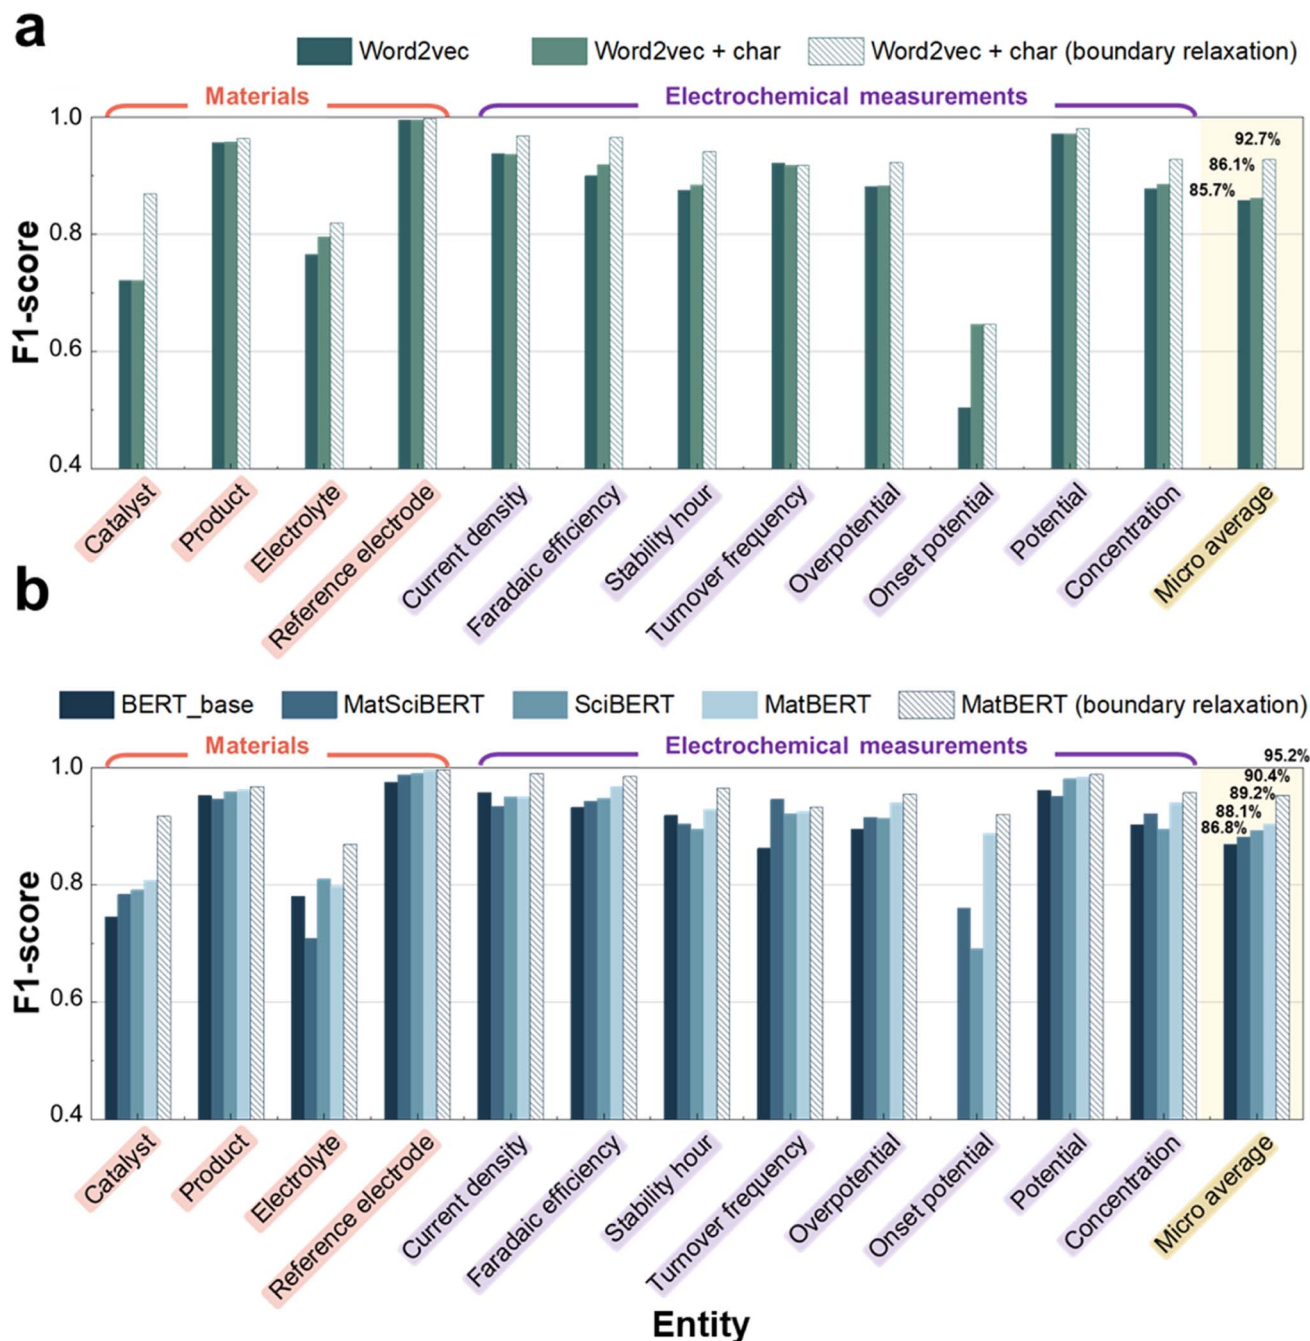 a
Word2vec Word2vec + char Word2vec + char (boundary relaxation)
Materials Electrochemical measurements
F1-score
1.0
0.8
0.6
0.4
92.7%
86.1%
85.7%
Catalyst
Product
Electrolyte
Reference electrode
Current density
Faradaic efficiency
Stability hour
Turnover frequency
Overpotential
Onset potential
Potential
Concentration
Micro average
b
BERT_base MatSciBERT SciBERT MatBERT MatBERT (boundary relaxation)
Materials Electrochemical measurements
F1-score
1.0
0.8
0.6
0.4
95.2%
90.4%
89.2%
88.1%
86.8%
Catalyst
Product
Electrolyte
Reference electrode
Current density
Faradaic efficiency
Stability hour
Turnover frequency
Overpotential
Onset potential
Potential
Concentration
Micro average
Entity